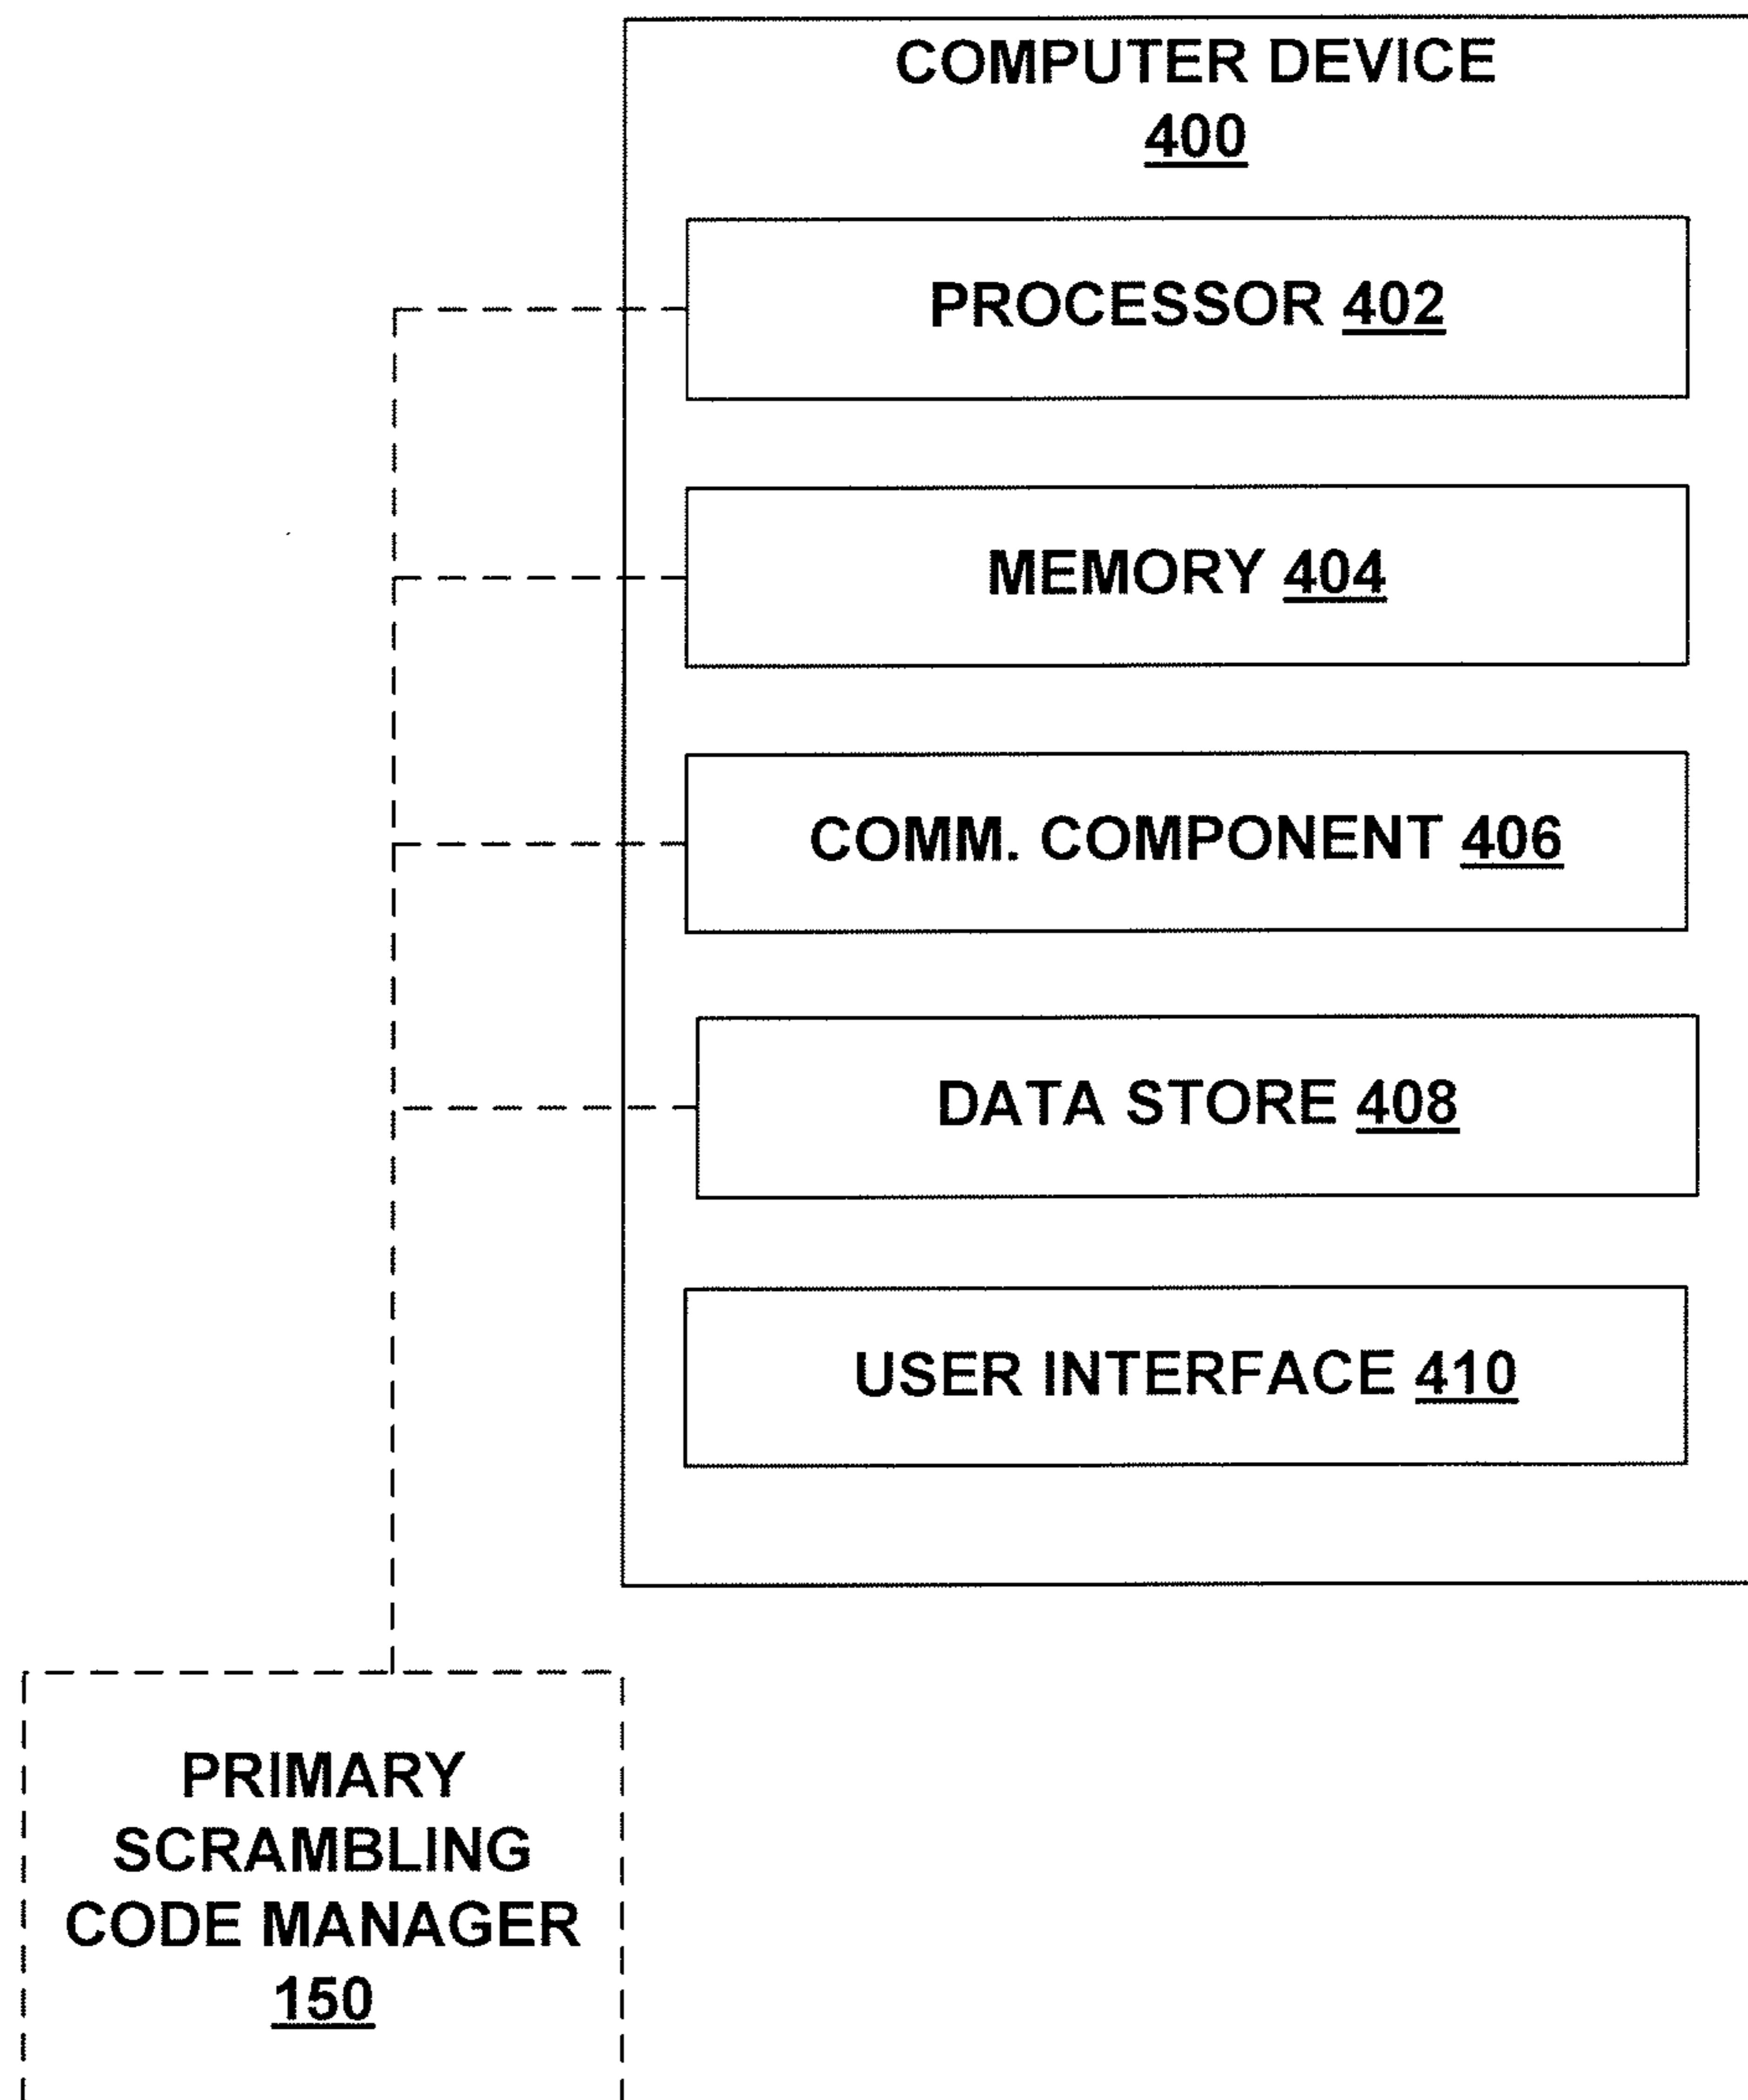 COMPUTER DEVICE
400
PROCESSOR 402
MEMORY 404
COMM. COMPONENT 406
DATA STORE 408
USER INTERFACE 410
PRIMARY
SCRAMBLING
CODE MANAGER
150